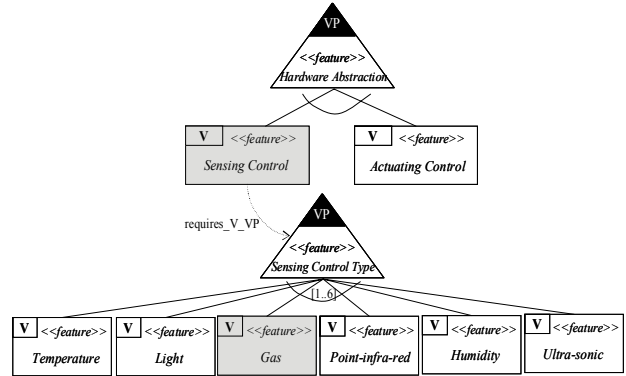 VP
<<feature>>
Hardware Abstraction
V <<feature>>
Sensing Control
V <<feature>>
Actuating Control
requires_V_VP
VP
<<feature>>
Sensing Control Type
[1..6]
V <<feature>>
Temperature
V <<feature>>
Light
V <<feature>>
Gas
V <<feature>>
Point-infra-red
V <<feature>>
Humidity
V <<feature>>
Ultra-sonic